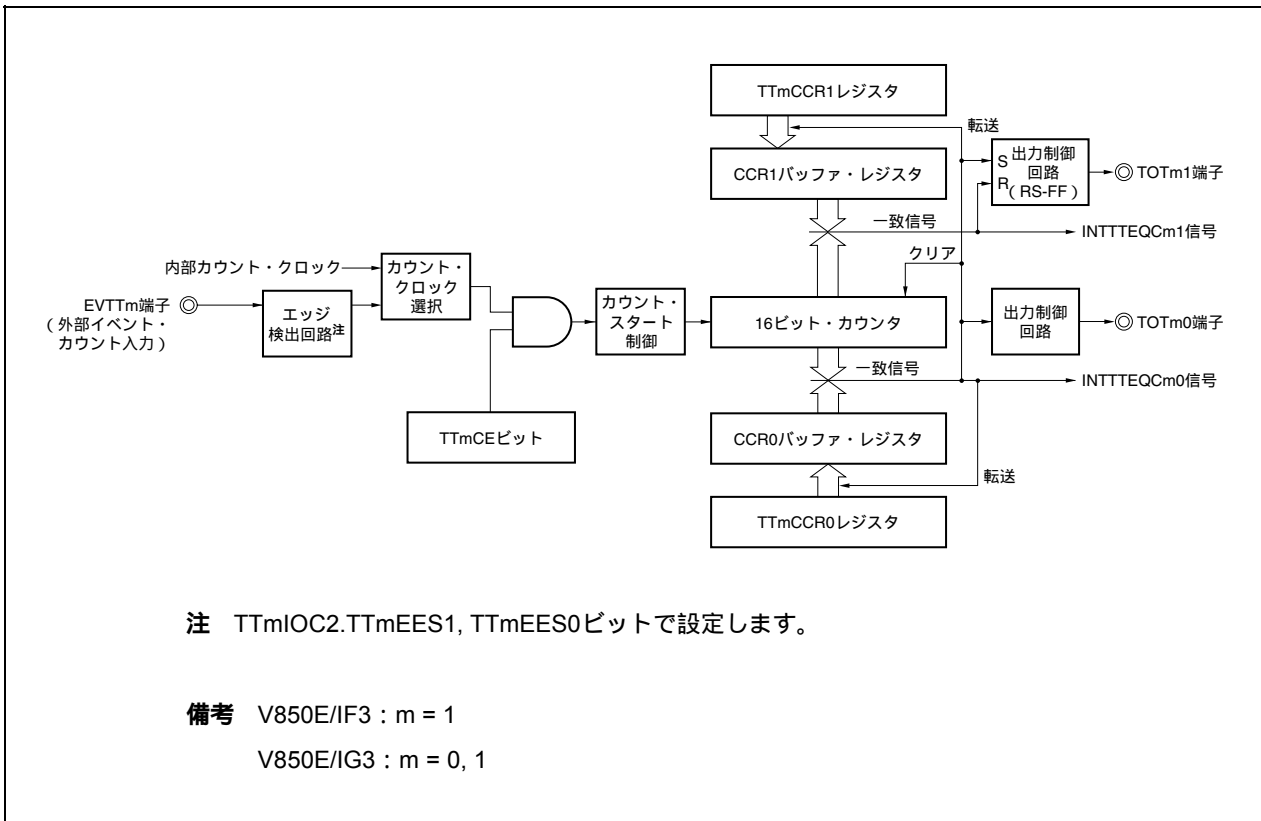 TTmCCR1レジスタ
転送
CCR1バッファ・レジスタ
S
R
出力制御
回路
( RS-FF )
TOTm1端子
一致信号
INTTTEQCm1信号
クリア
内部カウント・クロック
カウント・
クロック
選択
EVTTm端子
( 外部イベント・
カウント入力 )
エッジ
検出回路注
カウント・
スタート
制御
16ビット・カウンタ
出力制御
回路
TOTm0端子
一致信号
INTTTEQCm0信号
TTmCEビット
CCR0バッファ・レジスタ
転送
TTmCCR0レジスタ
注 TTmIOC2.TTmEES1, TTmEES0ビットで設定します。
備考 V850E/IF3 : m = 1
V850E/IG3 : m = 0, 1